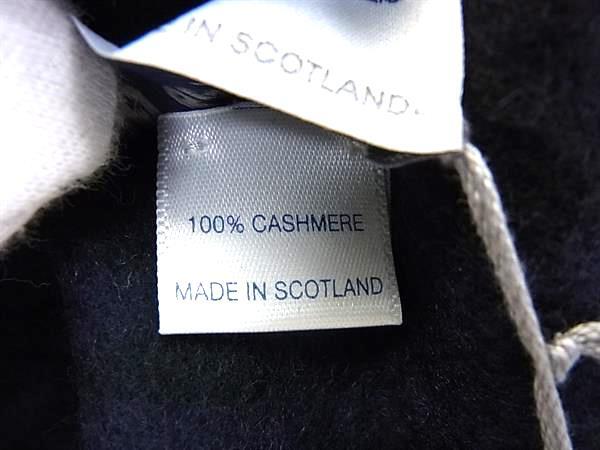 IN SCOTLAND.
100% CASHMERE
MADE IN SCOTLAND